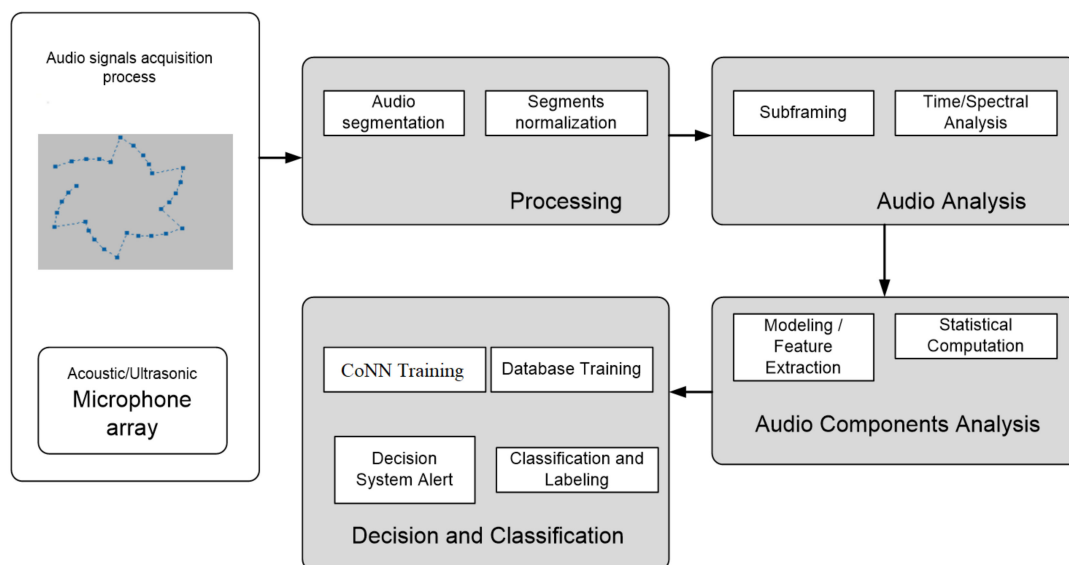 Audio signals acquisition
process
Acoustic/Ultrasonic
Microphone
array
Audio
segmentation
Segments
normalization
Processing
Subframing
Time/Spectral
Analysis
Audio Analysis
Modeling /
Feature
Extraction
Statistical
Computation
Audio Components Analysis
CoNN Training
Database Training
Decision
System Alert
Classification and
Labeling
Decision and Classification